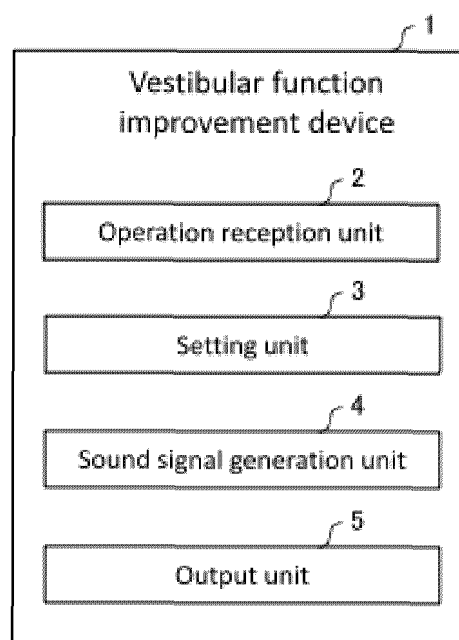 1
Vestibular function
improvement device
2
Operation reception unit
3
Setting unit
4
Sound signal generation unit
5
Output unit